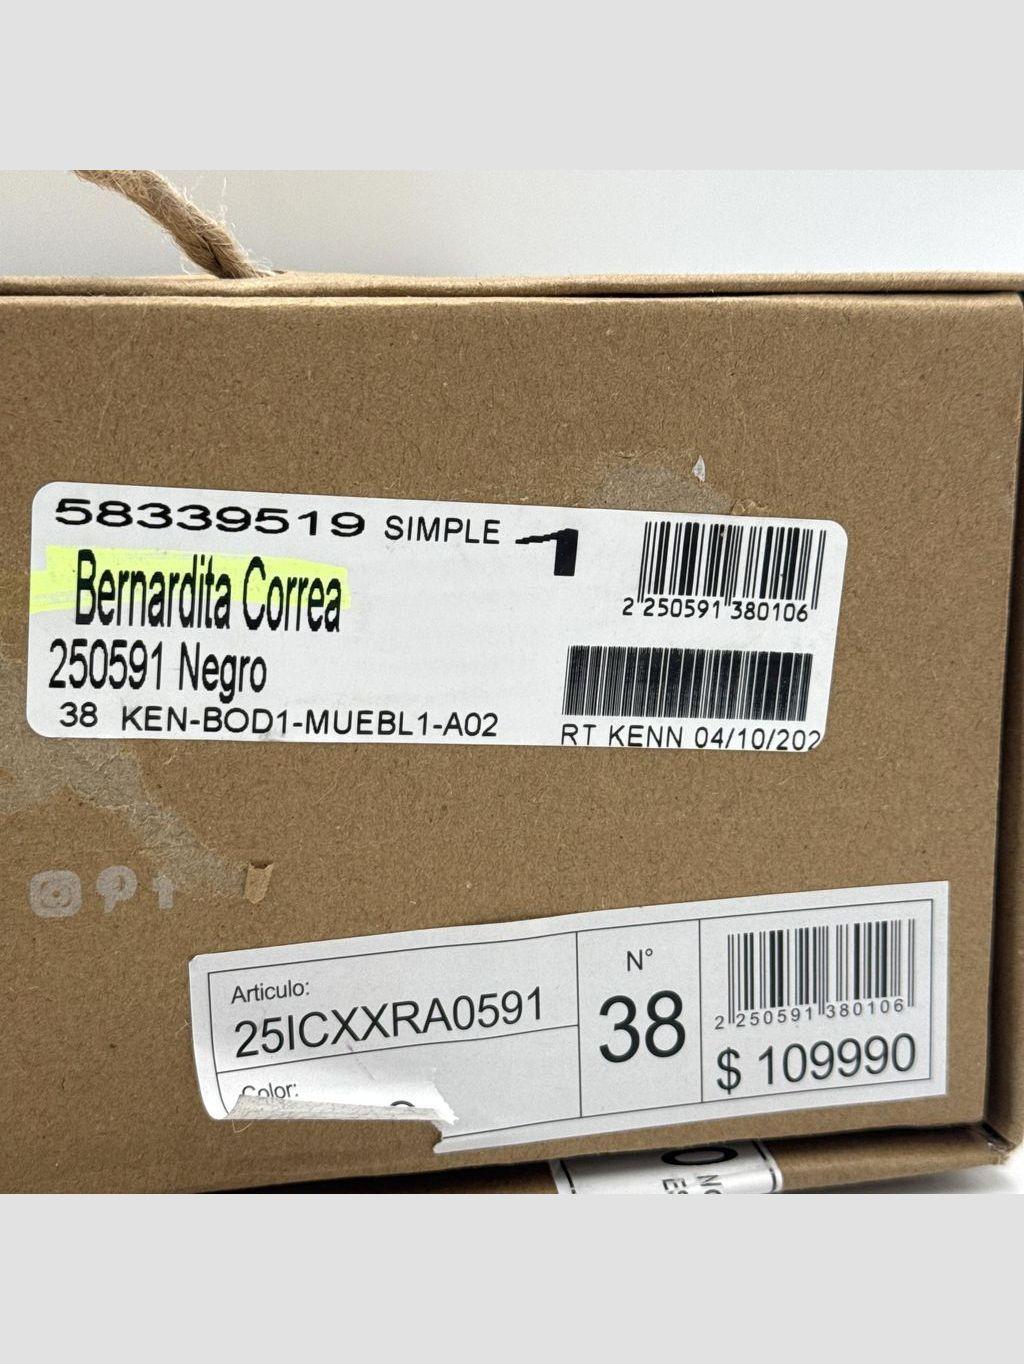 58339519 SIMPLE 1
Bernardita Correa
250591 Negro
38 KEN-BOD1-MUEBL1-A02
2 250591 380106
RT KENN 04/10/202
Articulo:
25ICXXRA0591
Color:
N°
38
2 250591 380106
$ 109990